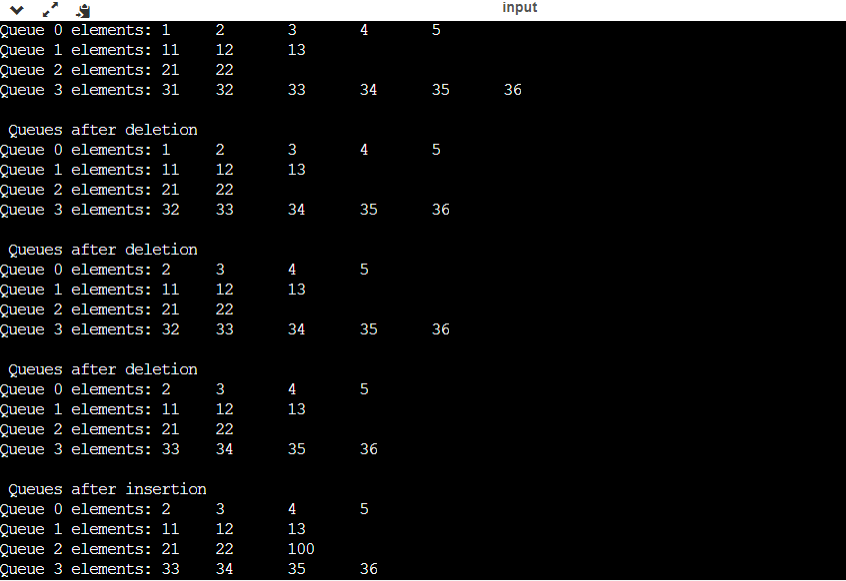 input
Queue 0 elements: 1 2 3 4 5
Queue 1 elements: 11 12 13
Queue 2 elements: 21 22
Queue 3 elements: 31 32 33 34 35 36
Queues after deletion
Queue 0 elements: 1 2 3 4 5
Queue 1 elements: 11 12 13
Queue 2 elements: 21 22
Queue 3 elements: 32 33 34 35 36
Queues after deletion
Queue 0 elements: 2 3 4 5
Queue 1 elements: 11 12 13
Queue 2 elements: 21 22
Queue 3 elements: 32 33 34 35 36
Queues after deletion
Queue 0 elements: 2 3 4 5
Queue 1 elements: 11 12 13
Queue 2 elements: 21 22
Queue 3 elements: 33 34 35 36
Queues after insertion
Queue 0 elements: 2 3 4 5
Queue 1 elements: 11 12 13
Queue 2 elements: 21 22 100
Queue 3 elements: 33 34 35 36